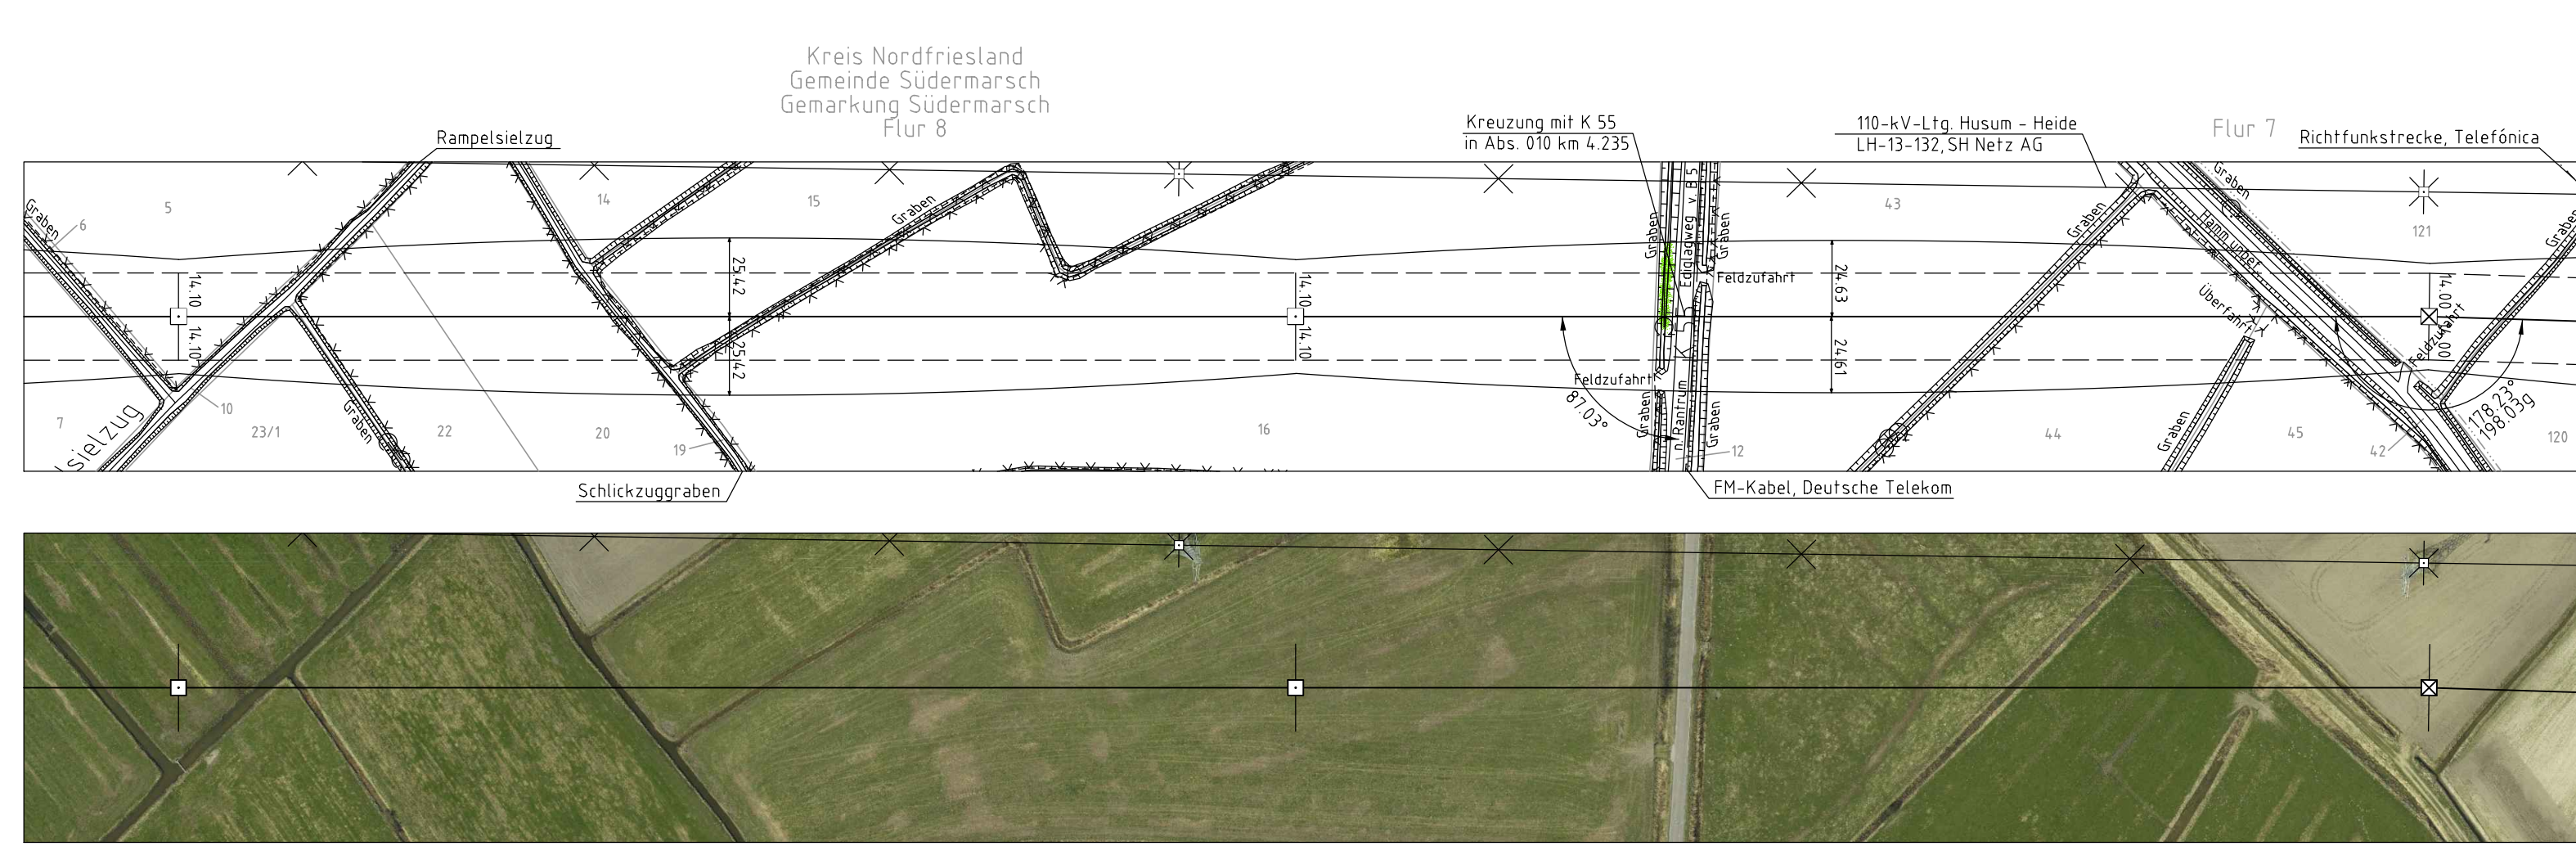 Kreis Nordfriesland
Gemeinde Südermarsch
Gemarkung Südermarsch
Flur 8
Rampelsielzug
Kreuzung mit K 55
in Abs. 010 km 4.235
110-kV-Ltg. Husum - Heide
LH-13-132, SH Netz AG
Flur 7
Richtfunkstrecke, Telefónica
Graben
6
5
14
15
Graben
Graben
Ediglagweg v. B 5
Graben
43
Graben
Hamm upbef
Graben
121
Graben
14.10
14.10
25.42
25.42
14.10
14.10
Feldzufahrt
24.63
24.61
Überfahrt
14.00
Feldzufahrt
Feldzufahrt
87.03°
K
n. Rantrum
Graben
Graben
178.23°
198.03g
7
10
23/1
Graben
22
20
19
16
12
44
Graben
45
42
120
Schlickzuggraben
FM-Kabel, Deutsche Telekom